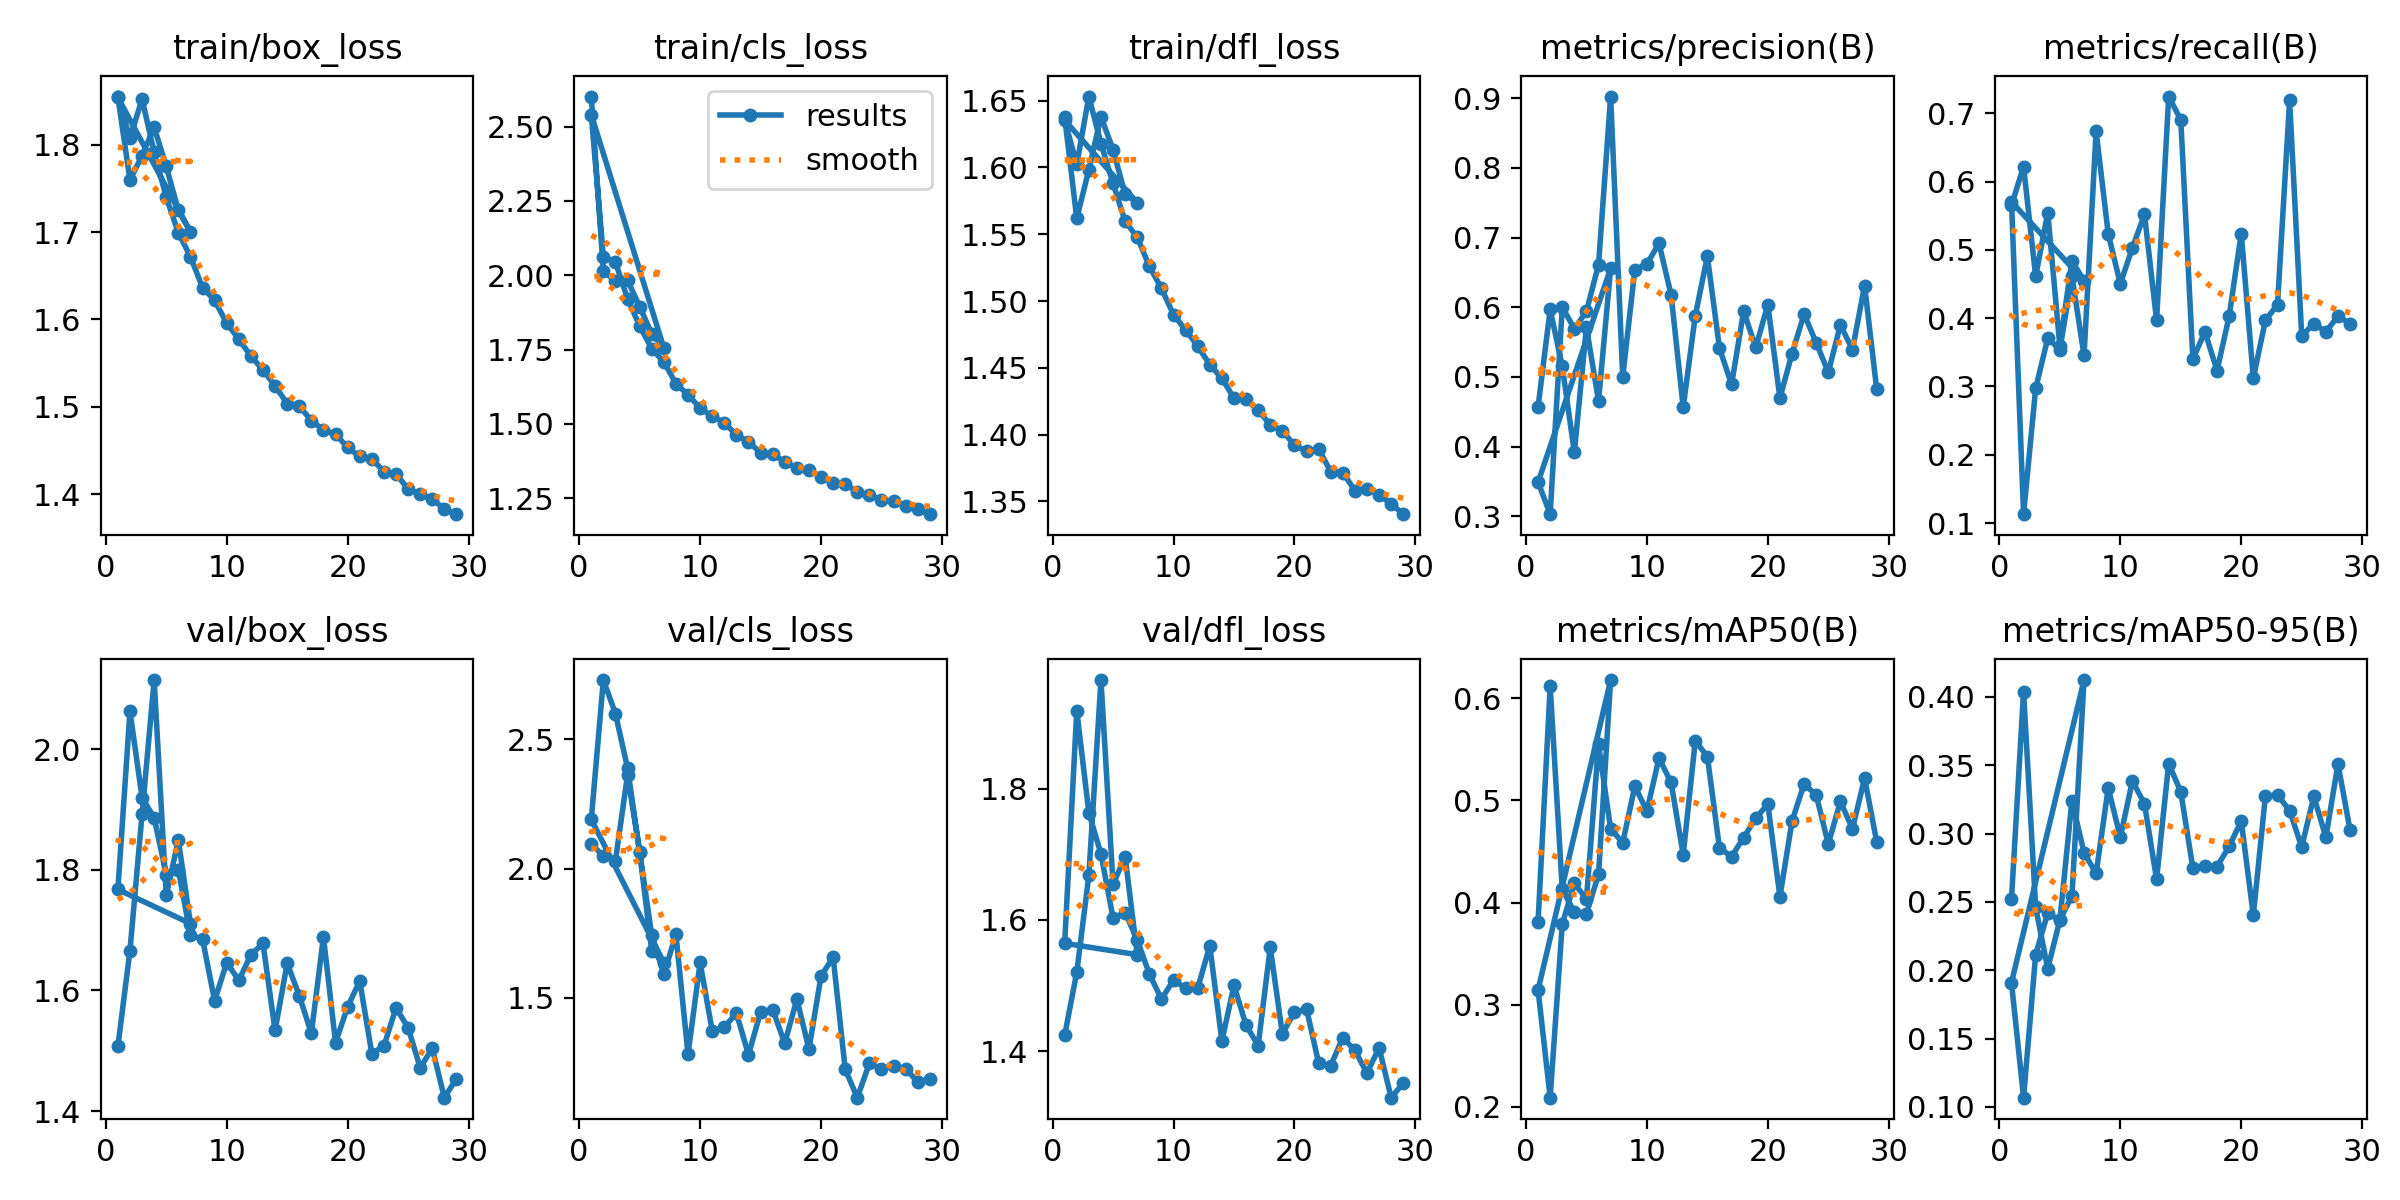 train/box_loss
1.8
1.7
1.6
1.5
1.4
0 10 20 30
train/cls_loss
results
smooth
2.50
2.25
2.00
1.75
1.50
1.25
0 10 20 30
train/dfl_loss
1.65
1.60
1.55
1.50
1.45
1.40
1.35
0 10 20 30
metrics/precision(B)
0.9
0.8
0.7
0.6
0.5
0.4
0.3
0 10 20 30
metrics/recall(B)
0.7
0.6
0.5
0.4
0.3
0.2
0.1
0 10 20 30
val/box_loss
2.0
1.8
1.6
1.4
0 10 20 30
val/cls_loss
2.5
2.0
1.5
0 10 20 30
val/dfl_loss
1.8
1.6
1.4
0 10 20 30
metrics/mAP50(B)
0.6
0.5
0.4
0.3
0.2
0 10 20 30
metrics/mAP50-95(B)
0.40
0.35
0.30
0.25
0.20
0.15
0.10
0 10 20 30